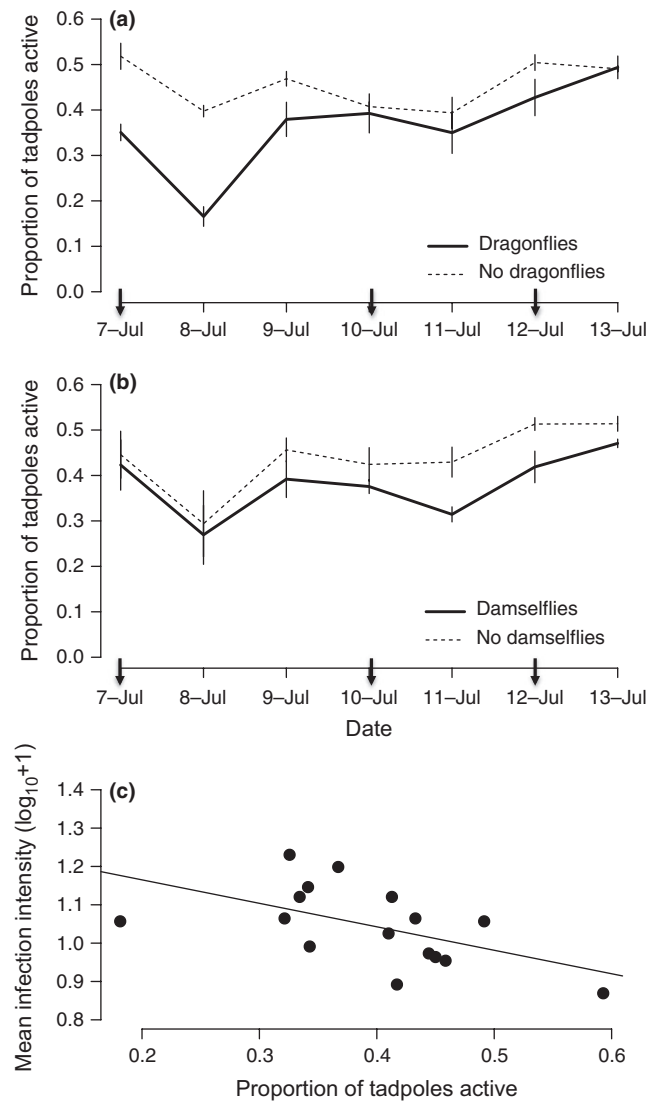 (a)
Proportion of tadpoles active
0.6
0.5
0.4
0.3
0.2
0.1
0.0
Dragonflies
No dragonflies
7–Jul 8–Jul 9–Jul 10–Jul 11–Jul 12–Jul 13–Jul
(b)
Proportion of tadpoles active
0.6
0.5
0.4
0.3
0.2
0.1
0.0
Damselflies
No damselflies
7–Jul 8–Jul 9–Jul 10–Jul 11–Jul 12–Jul 13–Jul
Date
(c)
Mean infection intensity (log10+1)
1.4
1.3
1.2
1.1
1.0
0.9
0.8
0.2 0.3 0.4 0.5 0.6
Proportion of tadpoles active